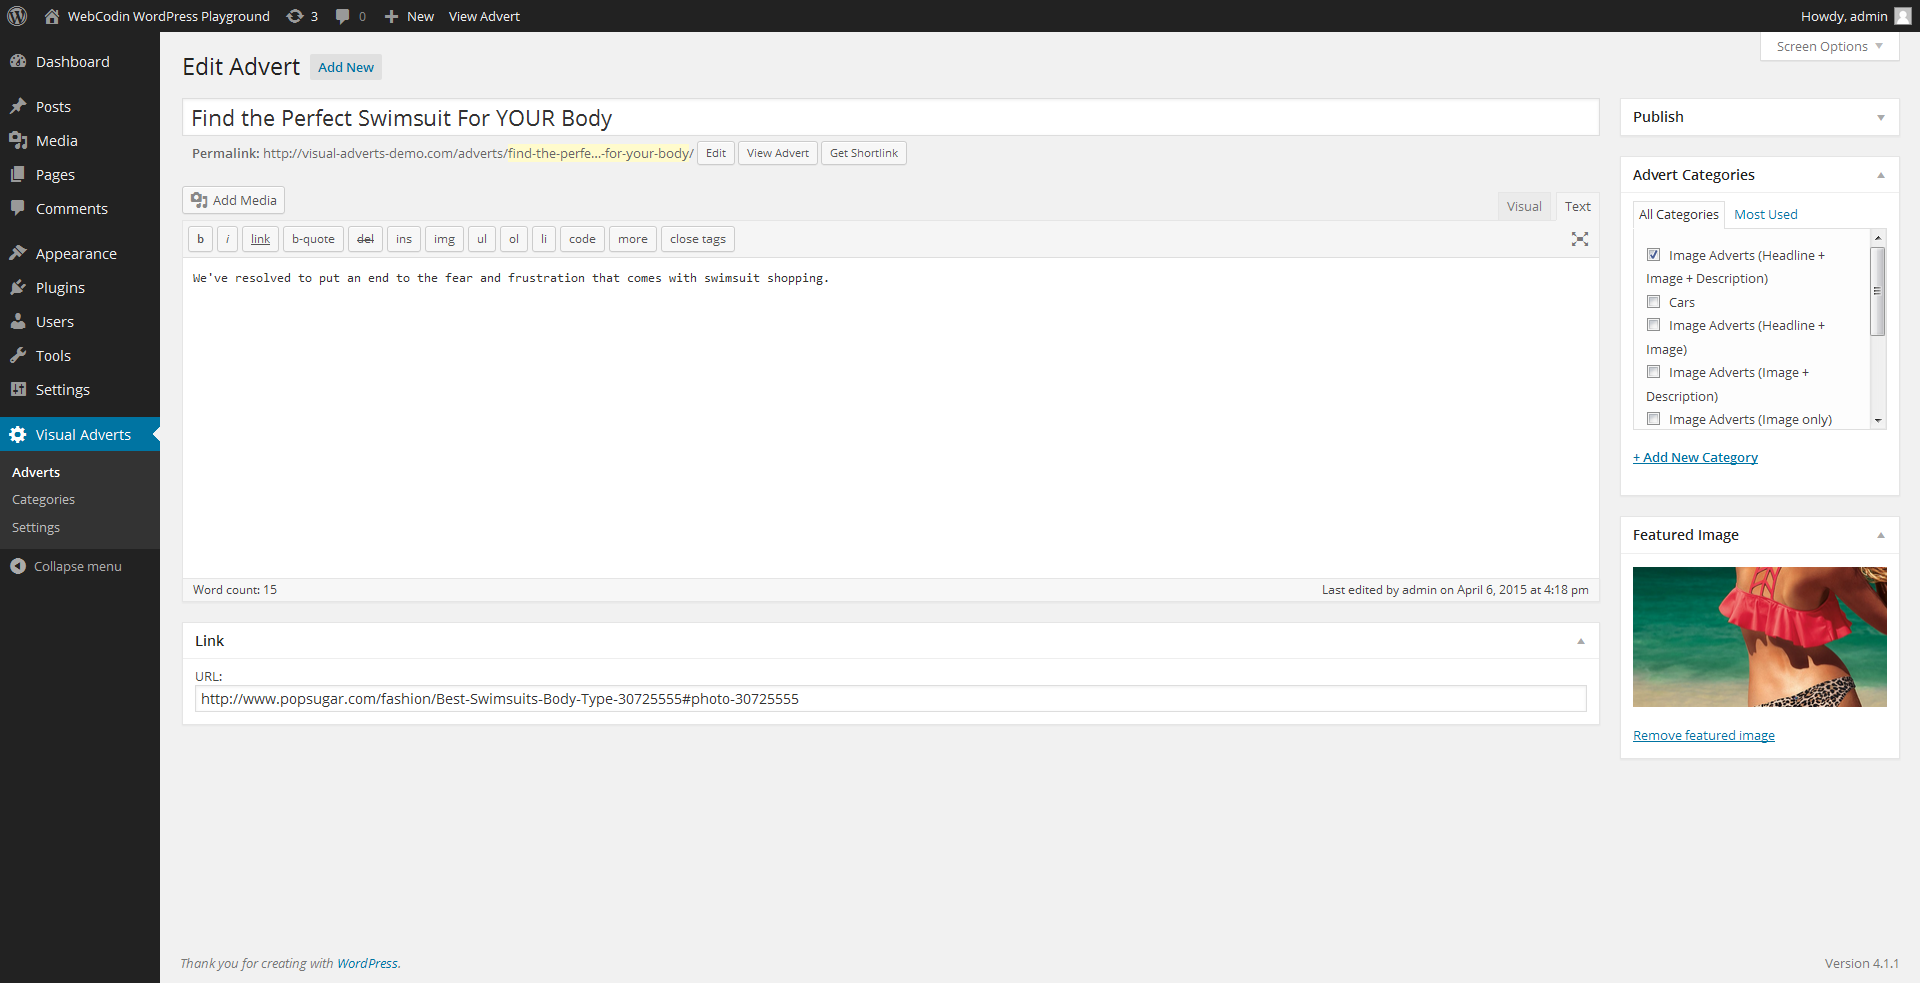 WebCodin WordPress Playground 3 0 New View Advert Howdy, admin
Screen Options
Dashboard
Posts
Media
Pages
Comments
Appearance
Plugins
Users
Tools
Settings
Visual Adverts
Adverts
Categories
Settings
Collapse menu
Edit Advert Add New
Find the Perfect Swimsuit For YOUR Body
Permalink: http://visual-adverts-demo.com/adverts/find-the-perfe...-for-your-body/ Edit View Advert Get Shortlink
Add Media
Visual Text
b i link b-quote del ins img ul ol li code more close tags
We've resolved to put an end to the fear and frustration that comes with swimsuit shopping.
Word count: 15 Last edited by admin on April 6, 2015 at 4:18 pm
Link
URL:
http://www.popsugar.com/fashion/Best-Swimsuits-Body-Type-30725555#photo-30725555
Publish
Advert Categories
All Categories Most Used
Image Adverts (Headline +
Image + Description)
Cars
Image Adverts (Headline +
Image)
Image Adverts (Image +
Description)
Image Adverts (Image only)
+ Add New Category
Featured Image
Remove featured image
Thank you for creating with WordPress. Version 4.1.1